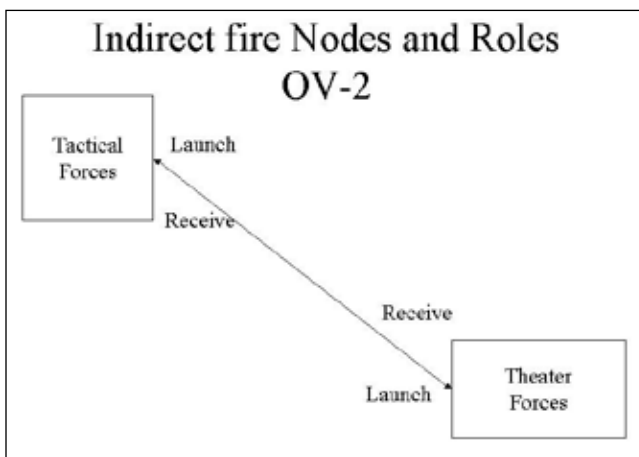 Indirect fire Nodes and Roles
OV-2
Tactical
Forces
Launch
Receive
Receive
Launch
Theater
Forces